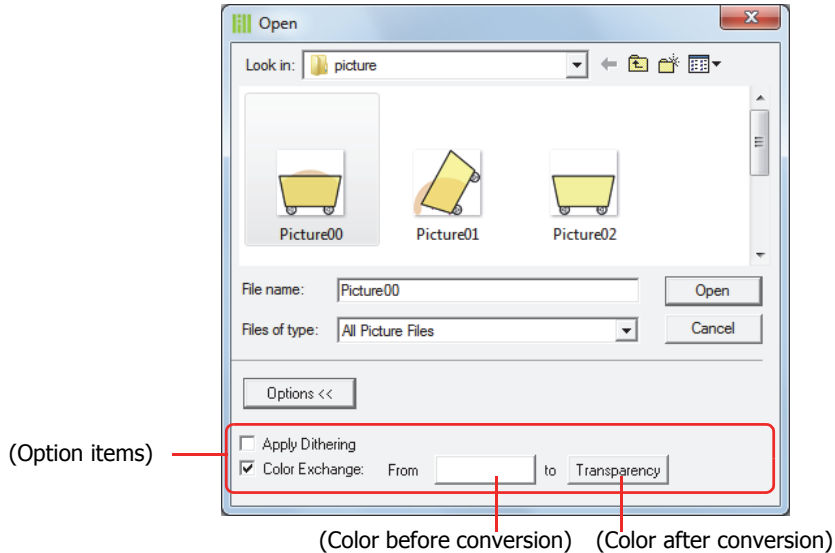 Open
Look in: picture
Picture00 Picture01 Picture02
File name: Picture00 Open
Files of type: All Picture Files Cancel
Options <<
Apply Dithering
(Option items)
Color Exchange: From to Transparency
(Color before conversion) (Color after conversion)